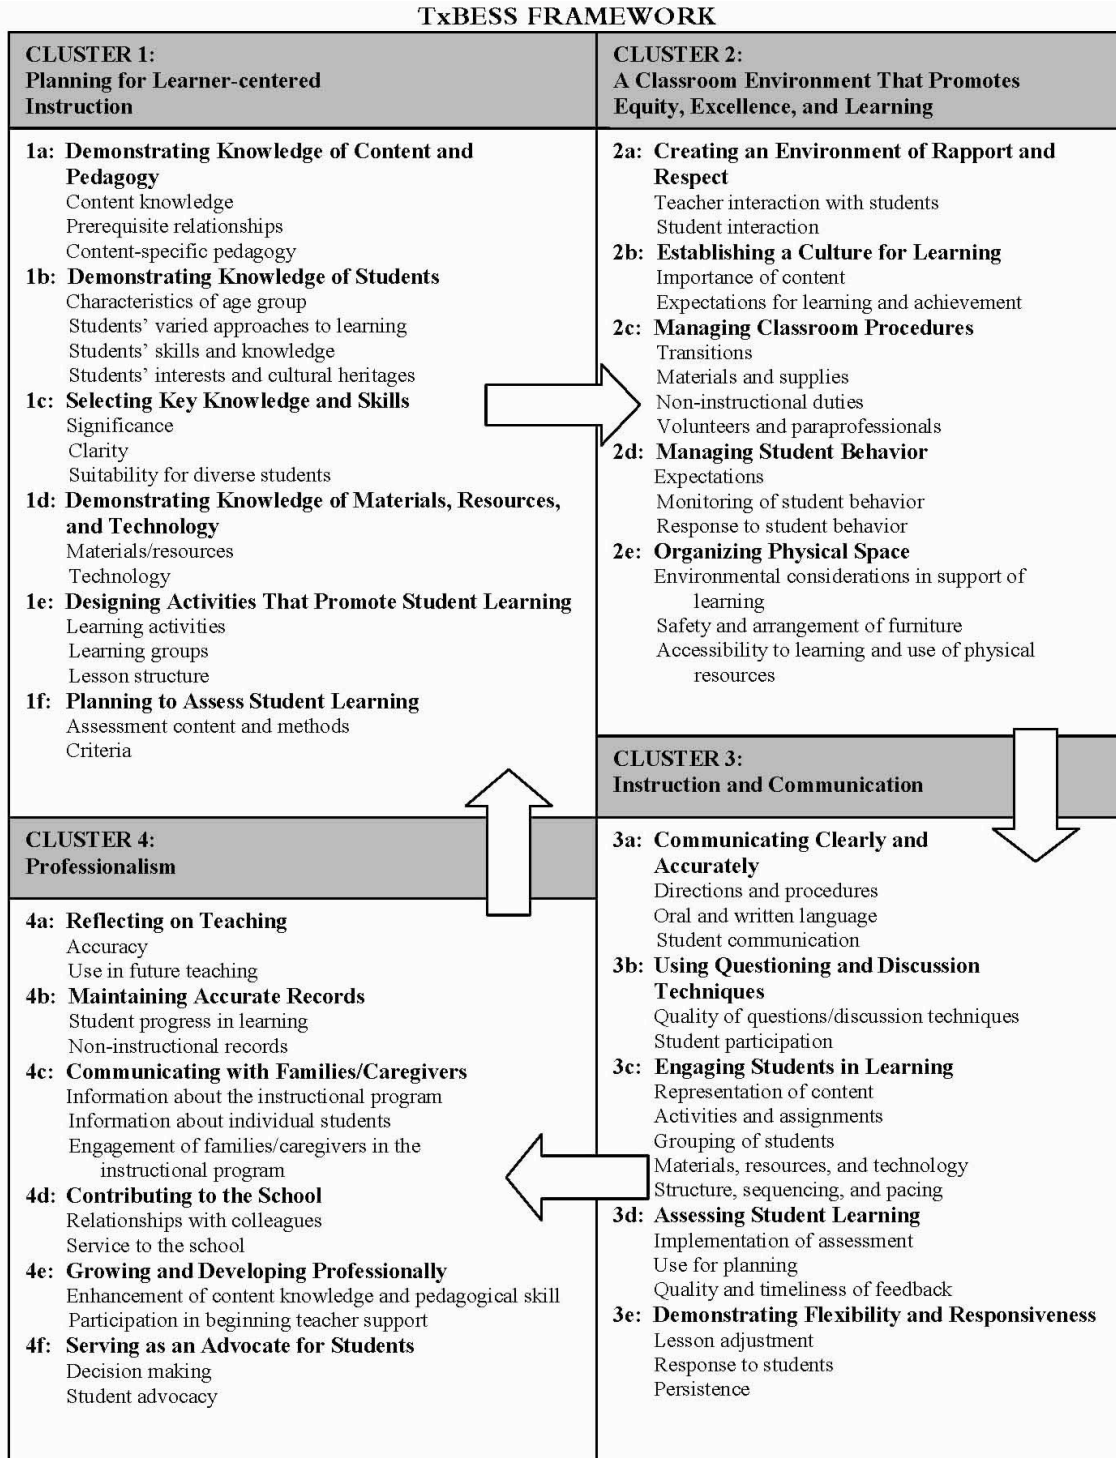 TxBESS FRAMEWORK
CLUSTER 1:
Planning for Learner-centered
Instruction
1a: Demonstrating Knowledge of Content and
Pedagogy
Content knowledge
Prerequisite relationships
Content-specific pedagogy
1b: Demonstrating Knowledge of Students
Characteristics of age group
Students’ varied approaches to learning
Students’ skills and knowledge
Students’ interests and cultural heritages
1c: Selecting Key Knowledge and Skills
Significance
Clarity
Suitability for diverse students
1d: Demonstrating Knowledge of Materials, Resources,
and Technology
Materials/resources
Technology
1e: Designing Activities That Promote Student Learning
Learning activities
Learning groups
Lesson structure
1f: Planning to Assess Student Learning
Assessment content and methods
Criteria
CLUSTER 2:
A Classroom Environment That Promotes
Equity, Excellence, and Learning
2a: Creating an Environment of Rapport and
Respect
Teacher interaction with students
Student interaction
2b: Establishing a Culture for Learning
Importance of content
Expectations for learning and achievement
2c: Managing Classroom Procedures
Transitions
Materials and supplies
Non-instructional duties
Volunteers and paraprofessionals
2d: Managing Student Behavior
Expectations
Monitoring of student behavior
Response to student behavior
2e: Organizing Physical Space
Environmental considerations in support of
learning
Safety and arrangement of furniture
Accessibility to learning and use of physical
resources
CLUSTER 3:
Instruction and Communication
3a: Communicating Clearly and
Accurately
Directions and procedures
Oral and written language
Student communication
3b: Using Questioning and Discussion
Techniques
Quality of questions/discussion techniques
Student participation
3c: Engaging Students in Learning
Representation of content
Activities and assignments
Grouping of students
Materials, resources, and technology
Structure, sequencing, and pacing
3d: Assessing Student Learning
Implementation of assessment
Use for planning
Quality and timeliness of feedback
3e: Demonstrating Flexibility and Responsiveness
Lesson adjustment
Response to students
Persistence
CLUSTER 4:
Professionalism
4a: Reflecting on Teaching
Accuracy
Use in future teaching
4b: Maintaining Accurate Records
Student progress in learning
Non-instructional records
4c: Communicating with Families/Caregivers
Information about the instructional program
Information about individual students
Engagement of families/caregivers in the
instructional program
4d: Contributing to the School
Relationships with colleagues
Service to the school
4e: Growing and Developing Professionally
Enhancement of content knowledge and pedagogical skill
Participation in beginning teacher support
4f: Serving as an Advocate for Students
Decision making
Student advocacy